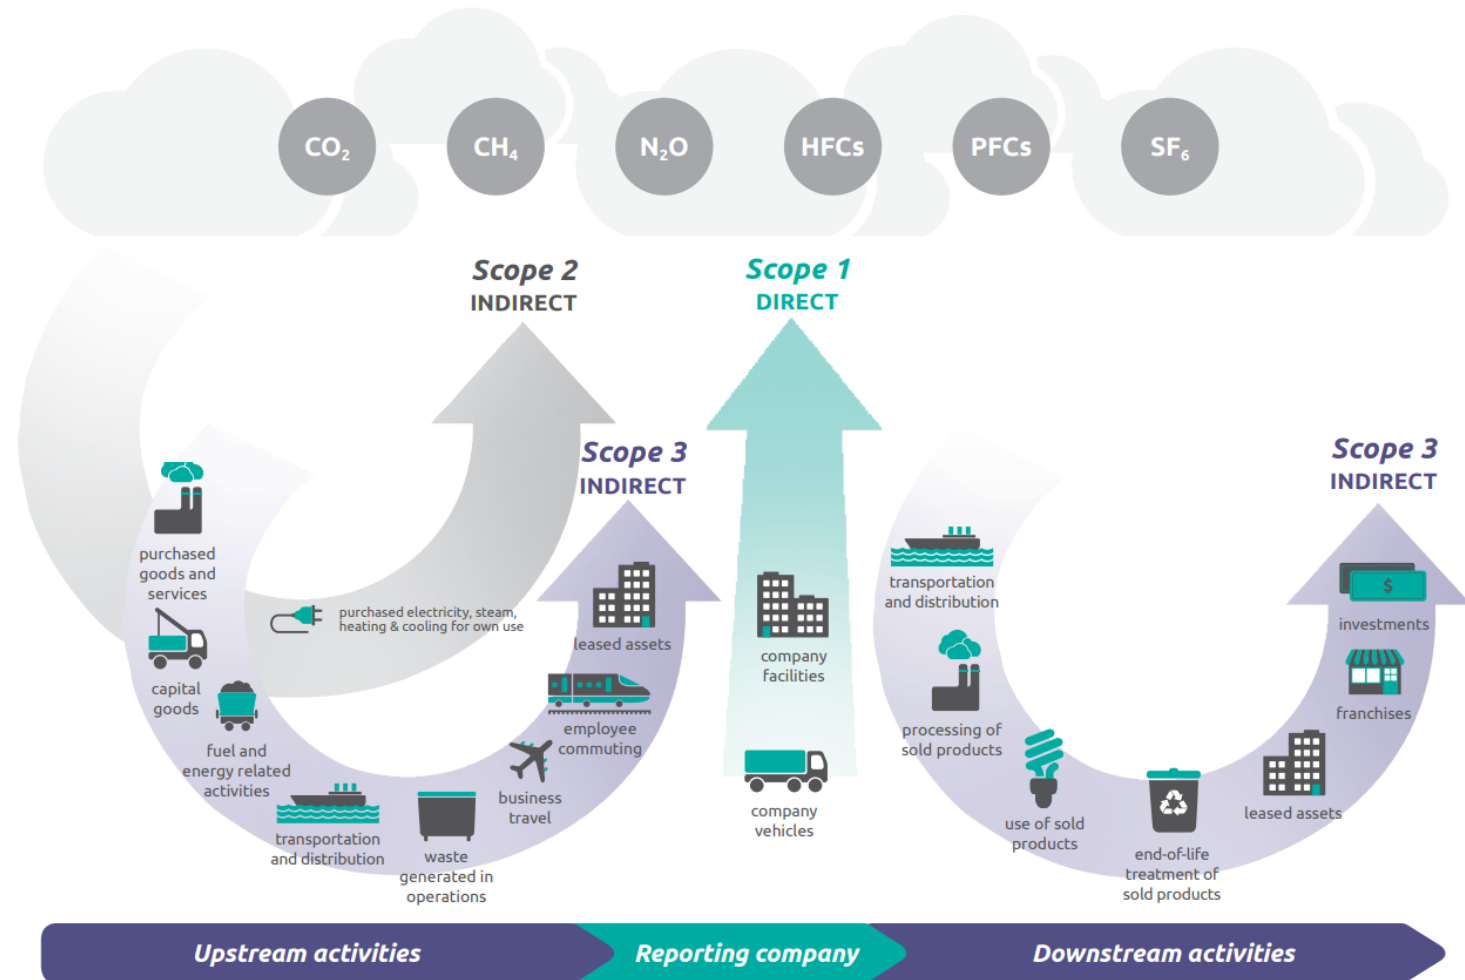 CO₂
CH₄
N₂O
HFCs
PFCs
SF₆
Scope 2
INDIRECT
Scope 1
DIRECT
Scope 3
INDIRECT
Scope 3
INDIRECT
purchased
goods and
services
capital
goods
fuel and
energy related
activities
transportation
and distribution
waste
generated in
operations
business
travel
employee
commuting
leased assets
purchased electricity, steam,
heating & cooling for own use
company
facilities
company
vehicles
transportation
and distribution
processing of
sold products
use of sold
products
end-of-life
treatment of
sold products
leased assets
franchises
$
investments
Upstream activities
Reporting company
Downstream activities